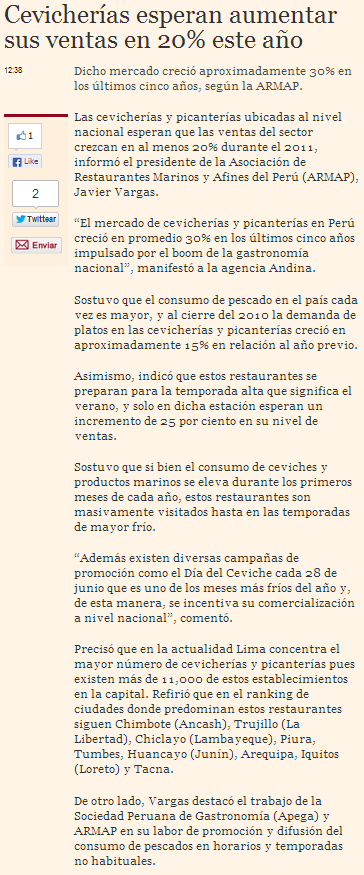 Cevicherías esperan aumentar
sus ventas en 20% este año
12:38
Dicho mercado creció aproximadamente 30% en
los últimos cinco años, según la ARMAP.
1
Like
2
Twittear
Enviar
Las cevicherías y picanterías ubicadas al nivel
nacional esperan que las ventas del sector
crezcan en al menos 20% durante el 2011,
informó el presidente de la Asociación de
Restaurantes Marinos y Afines del Perú (ARMAP),
Javier Vargas.
“El mercado de cevicherías y picanterías en Perú
creció en promedio 30% en los últimos cinco años
impulsado por el boom de la gastronomía
nacional”, manifestó a la agencia Andina.
Sostuvo que el consumo de pescado en el país cada
vez es mayor, y al cierre del 2010 la demanda de
platos en las cevicherías y picanterías creció en
aproximadamente 15% en relación al año previo.
Asimismo, indicó que estos restaurantes se
preparan para la temporada alta que significa el
verano, y solo en dicha estación esperan un
incremento de 25 por ciento en su nivel de
ventas.
Sostuvo que si bien el consumo de ceviches y
productos marinos se eleva durante los primeros
meses de cada año, estos restaurantes son
masivamente visitados hasta en las temporadas
de mayor frío.
“Además existen diversas campañas de
promoción como el Día del Ceviche cada 28 de
junio que es uno de los meses más fríos del año y,
de esta manera, se incentiva su comercialización
a nivel nacional”, comentó.
Precisó que en la actualidad Lima concentra el
mayor número de cevicherías y picanterías pues
existen más de 11,000 de estos establecimientos
en la capital. Refirió que en el ranking de
ciudades donde predominan estos restaurantes
siguen Chimbote (Ancash), Trujillo (La
Libertad), Chiclayo (Lambayeque), Piura,
Tumbes, Huancayo (Junín), Arequipa, Iquitos
(Loreto) y Tacna.
De otro lado, Vargas destacó el trabajo de la
Sociedad Peruana de Gastronomía (Apega) y
ARMAP en su labor de promoción y difusión del
consumo de pescados en horarios y temporadas
no habituales.